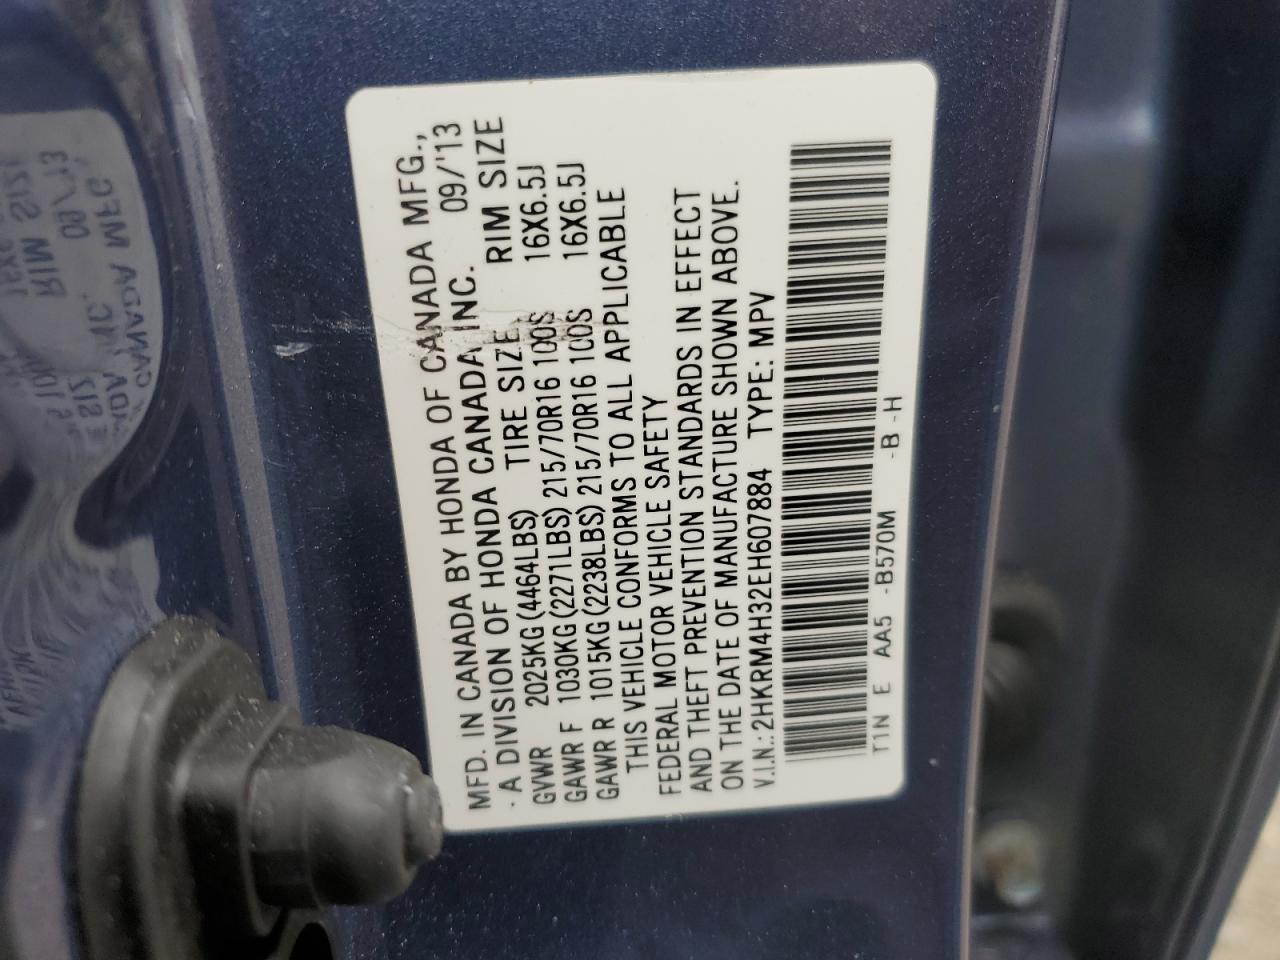 MFD. IN CANADA BY HONDA OF CANADA MFG.,
- A DIVISION OF HONDA CANADA INC. 09/'13
GVWR 2025KG (4464LBS) TIRE SIZE RIM SIZE
GAWR F 1030KG (2271LBS) 215/70R16 100S 16X6.5J
GAWR R 1015KG (2238LBS) 215/70R16 100S 16X6.5J
THIS VEHICLE CONFORMS TO ALL APPLICABLE
FEDERAL MOTOR VEHICLE SAFETY
AND THEFT PREVENTION STANDARDS IN EFFECT
ON THE DATE OF MANUFACTURE SHOWN ABOVE.
V.I.N.: 2HKRM4H32EH607884 TYPE: MPV
T1N E AA5 -B570M -B -H